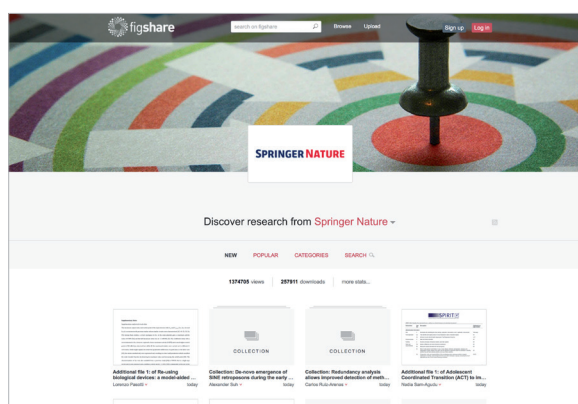 figshare
search on figshare
Browse
Upload
Sign up
Log in
SPRINGER NATURE
Discover research from Springer Nature
NEW
POPULAR
CATEGORIES
SEARCH
1374705 views
257811 downloads
more stats...
COLLECTION
COLLECTION
SPIRIT
Additional file 1: of Re-using
biological devices: a model-aided ...
Lorenzo Pasotti
today
Collection: De-novo emergence of
SINE retroposons during the early ...
Alexander Suh
today
Collection: Redundancy analysis
allows improved detection of meth...
Carlos Ruiz-Arenas
today
Additional file 1: of Adolescent
Coordinated Transition (ACT) to im...
Nadia Sam-Agudu
today